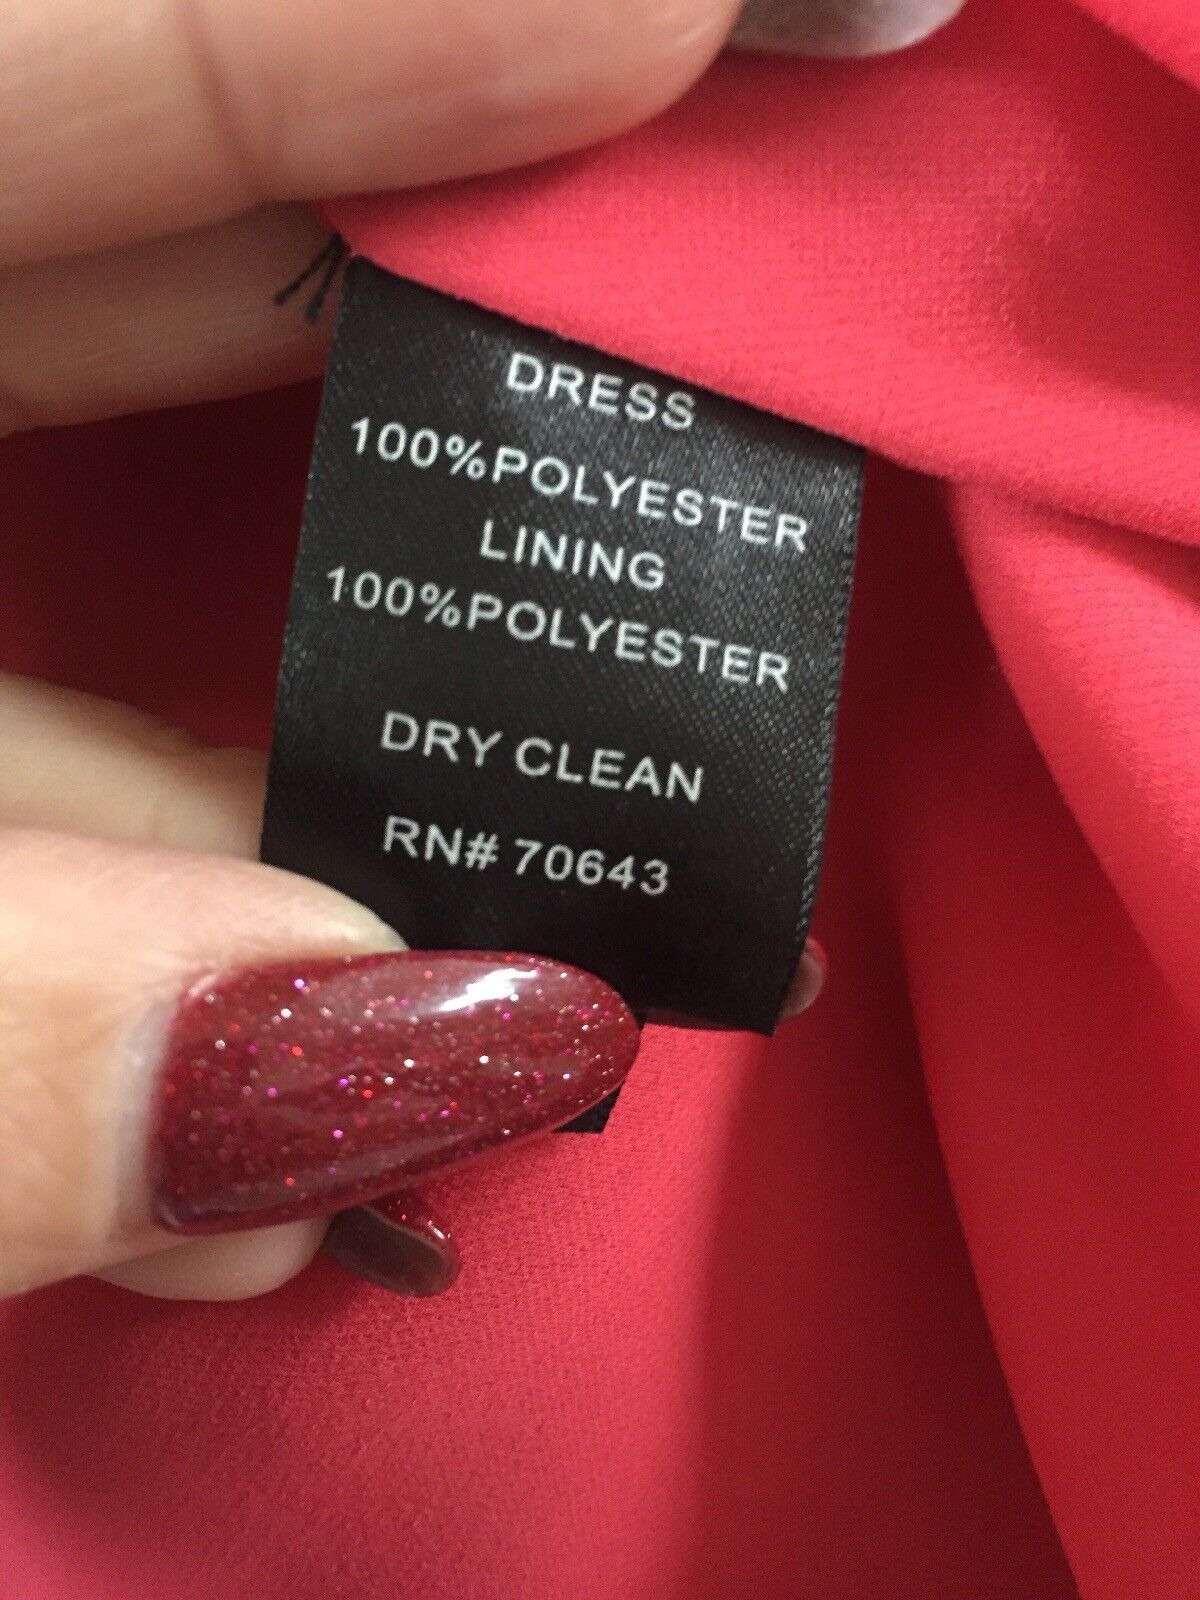 DRESS
100%POLYESTER
LINING
100%POLYESTER
DRY CLEAN
RN# 70643